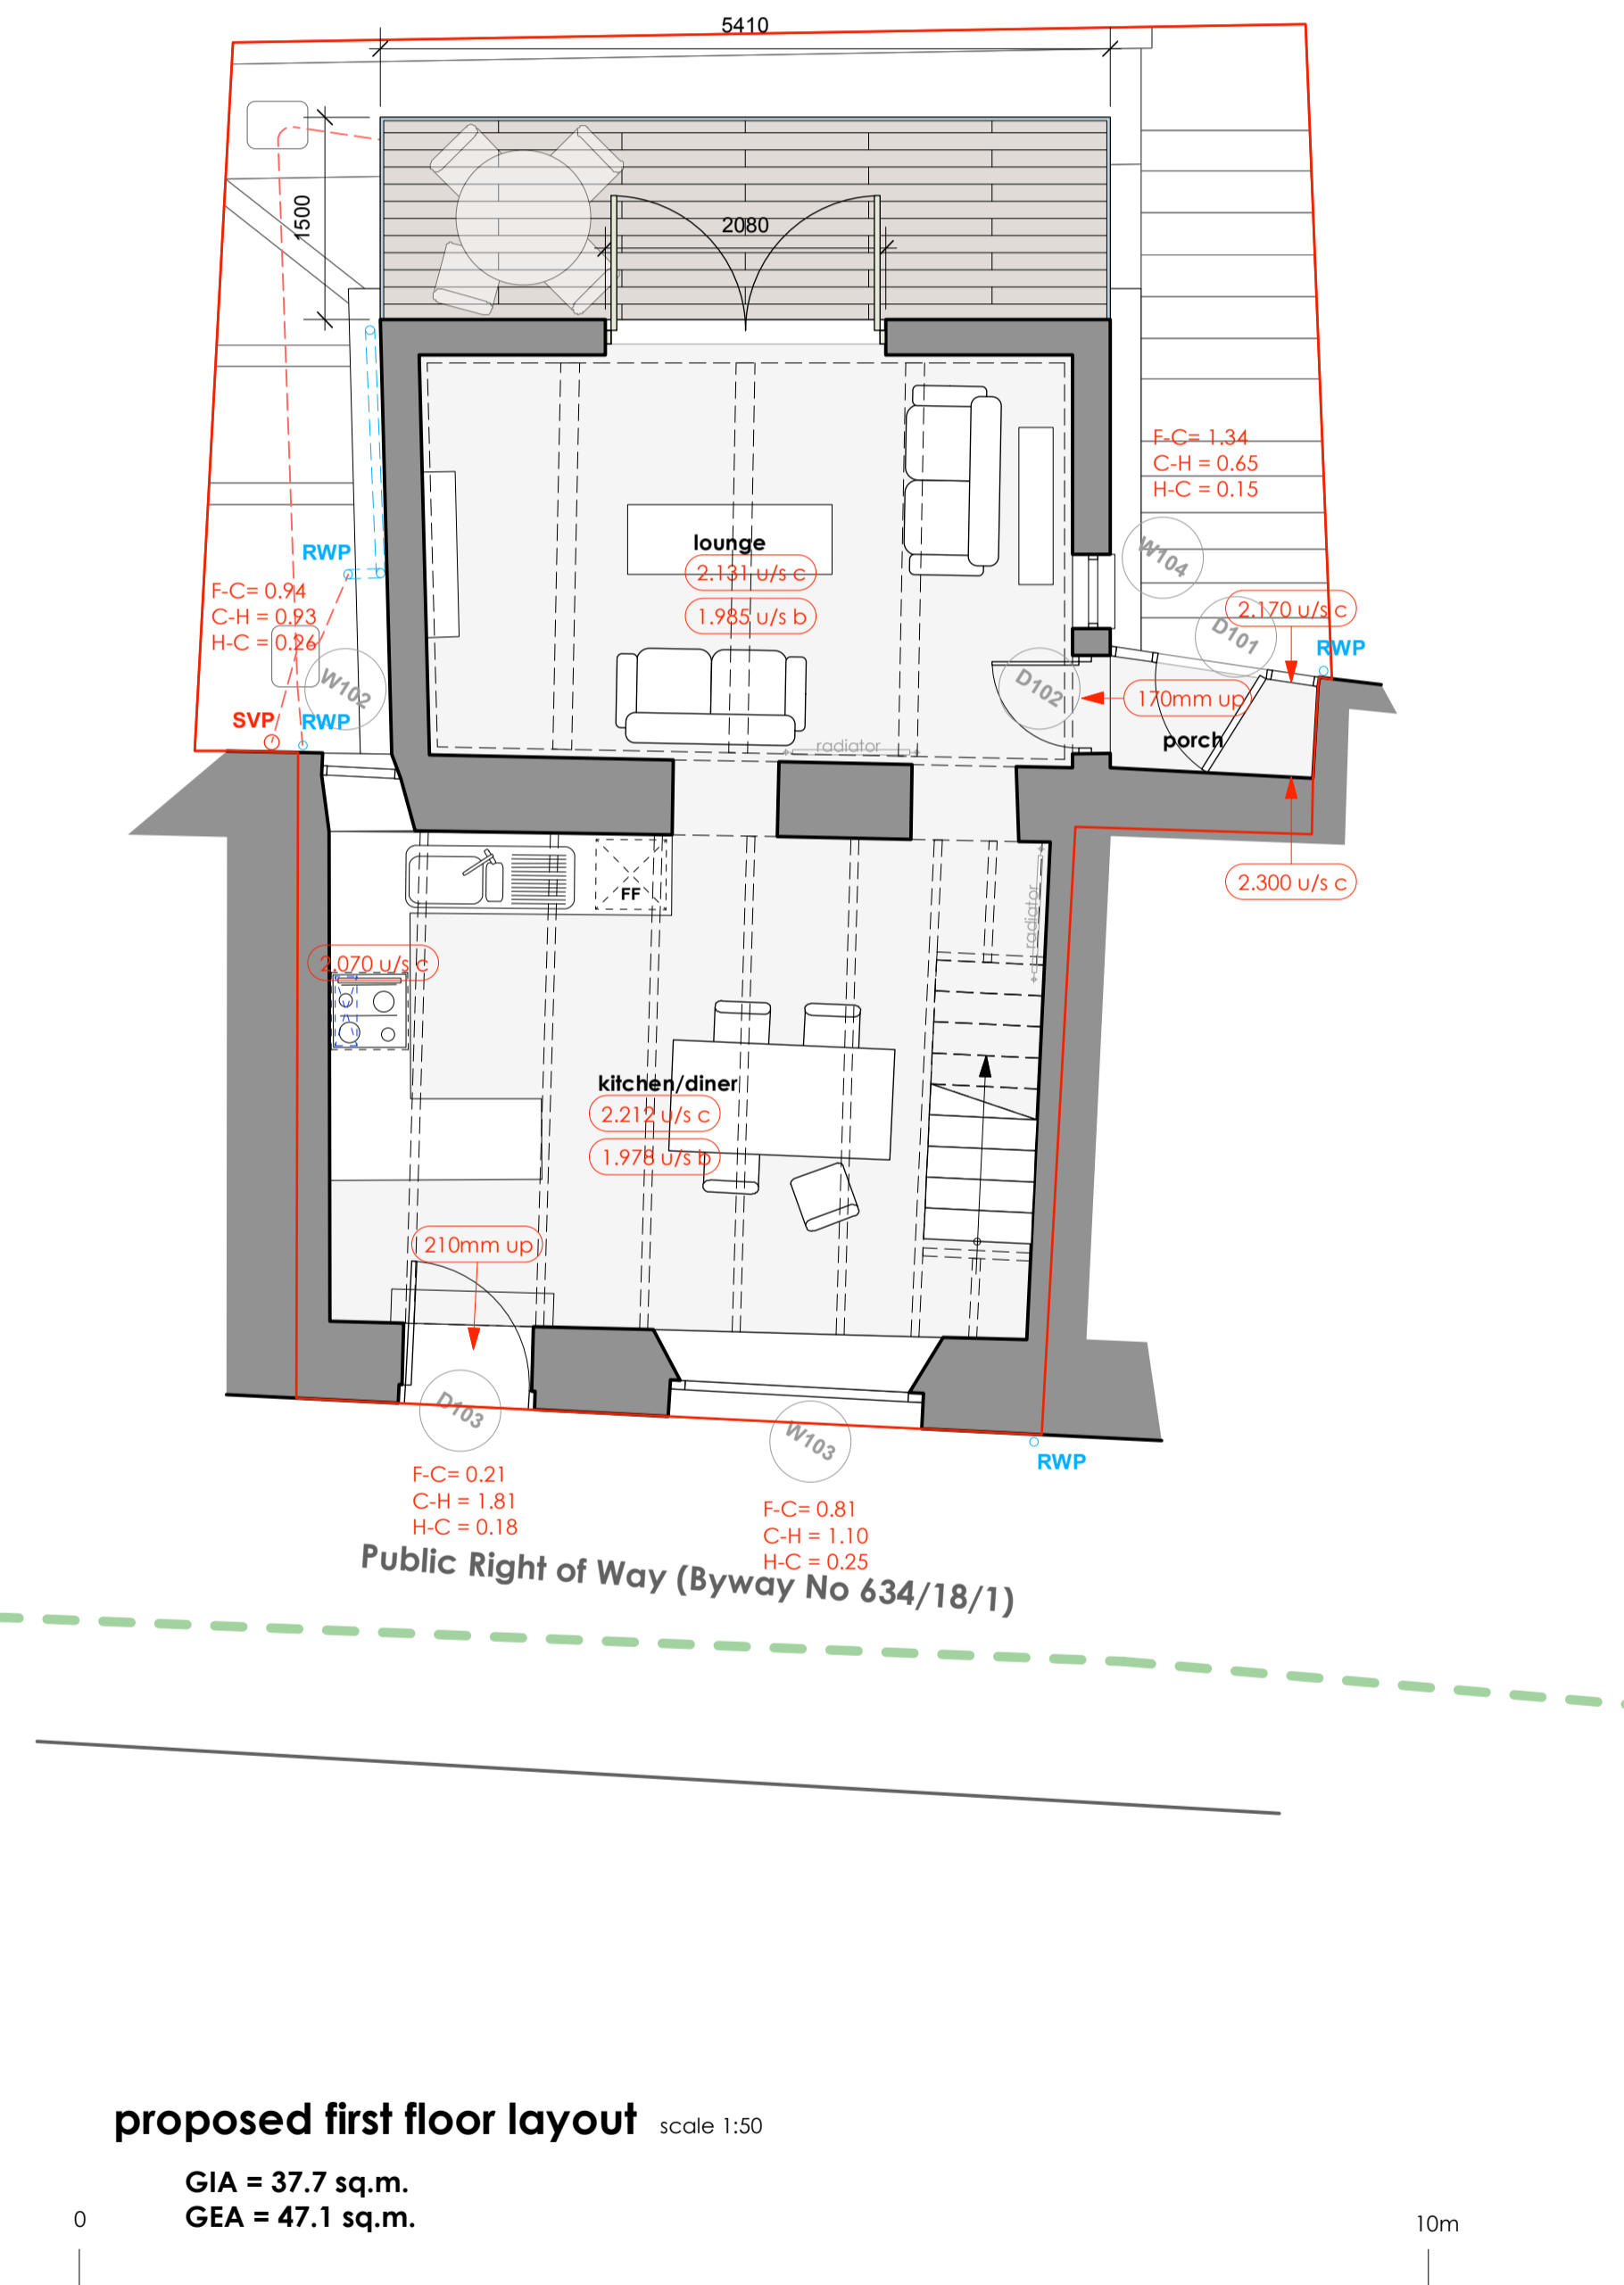 5410
1500
2080
F-C= 1.34
C-H = 0.65
H-C = 0.15
W104
lounge
2.131 u/s c
1.985 u/s b
RWP
F-C= 0.94
C-H = 0.93
H-C = 0.26
W102
D101
2.170 u/s c
RWP
D102
170mm up
porch
SVP
RWP
radiator
FF
radiator
2.300 u/s c
2.070 u/s c
kitchen/diner
2.212 u/s c
1.978 u/s b
210mm up
D103
W103
RWP
F-C= 0.21
C-H = 1.81
H-C = 0.18
F-C= 0.81
C-H = 1.10
H-C = 0.25
Public Right of Way (Byway No 634/18/1)
proposed first floor layout scale 1:50
GIA = 37.7 sq.m.
GEA = 47.1 sq.m.
0
10m